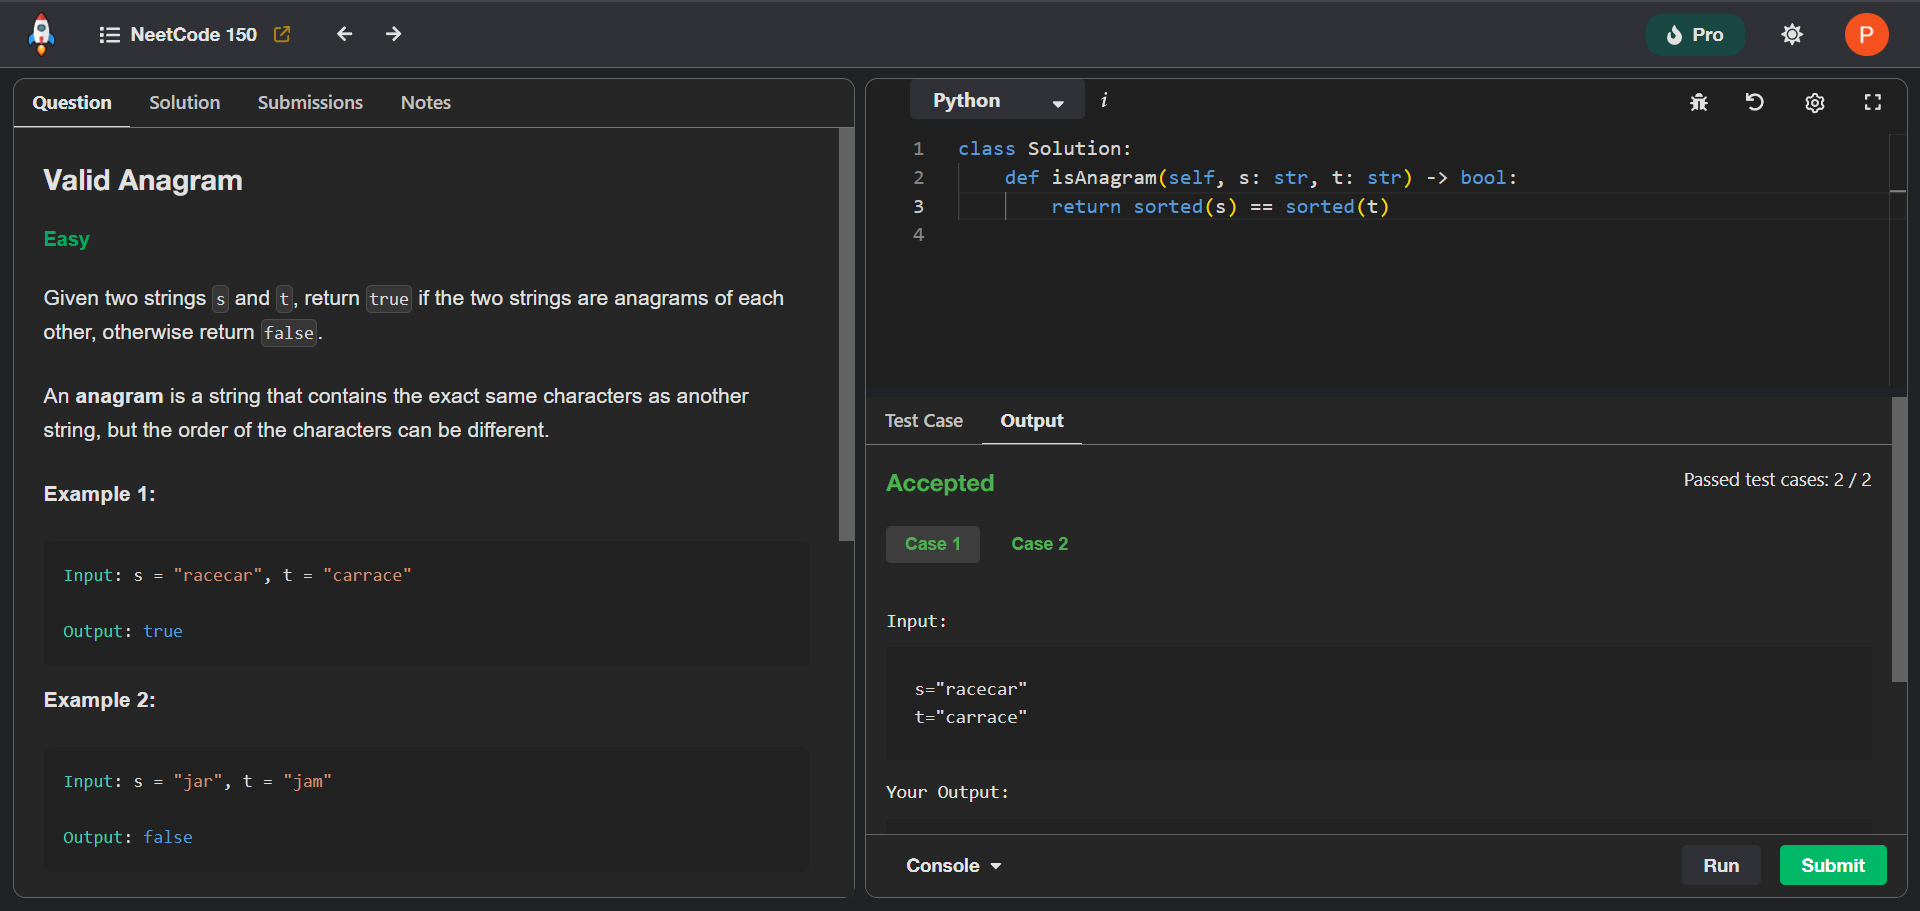 NeetCode 150
Pro
P
Question Solution Submissions Notes
Valid Anagram
Easy
Given two strings s and t, return true if the two strings are anagrams of each
other, otherwise return false.
An anagram is a string that contains the exact same characters as another
string, but the order of the characters can be different.
Example 1:
Input: s = "racecar", t = "carrace"
Output: true
Example 2:
Input: s = "jar", t = "jam"
Output: false
Python i
1 class Solution:
2 def isAnagram(self, s: str, t: str) -> bool:
3 return sorted(s) == sorted(t)
4
Test Case Output
Accepted
Passed test cases: 2 / 2
Case 1 Case 2
Input:
s="racecar"
t="carrace"
Your Output:
Console
Run
Submit